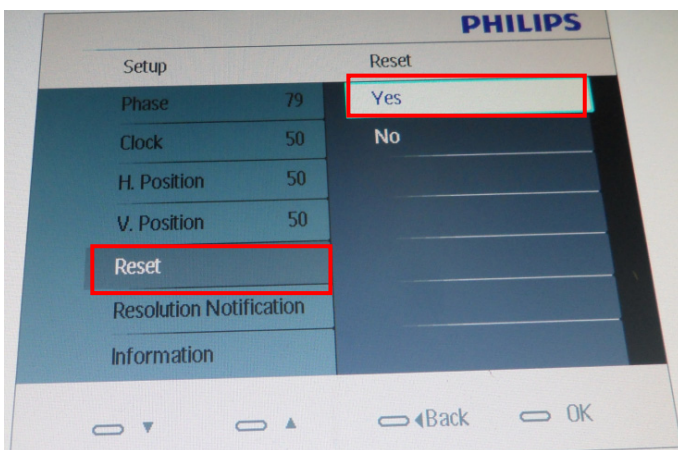 PHILIPS
Setup Reset
Phase 79 Yes
Clock 50 No
H. Position 50
V. Position 50
Reset
Resolution Notification
Information
▼ ▲ ◀Back OK